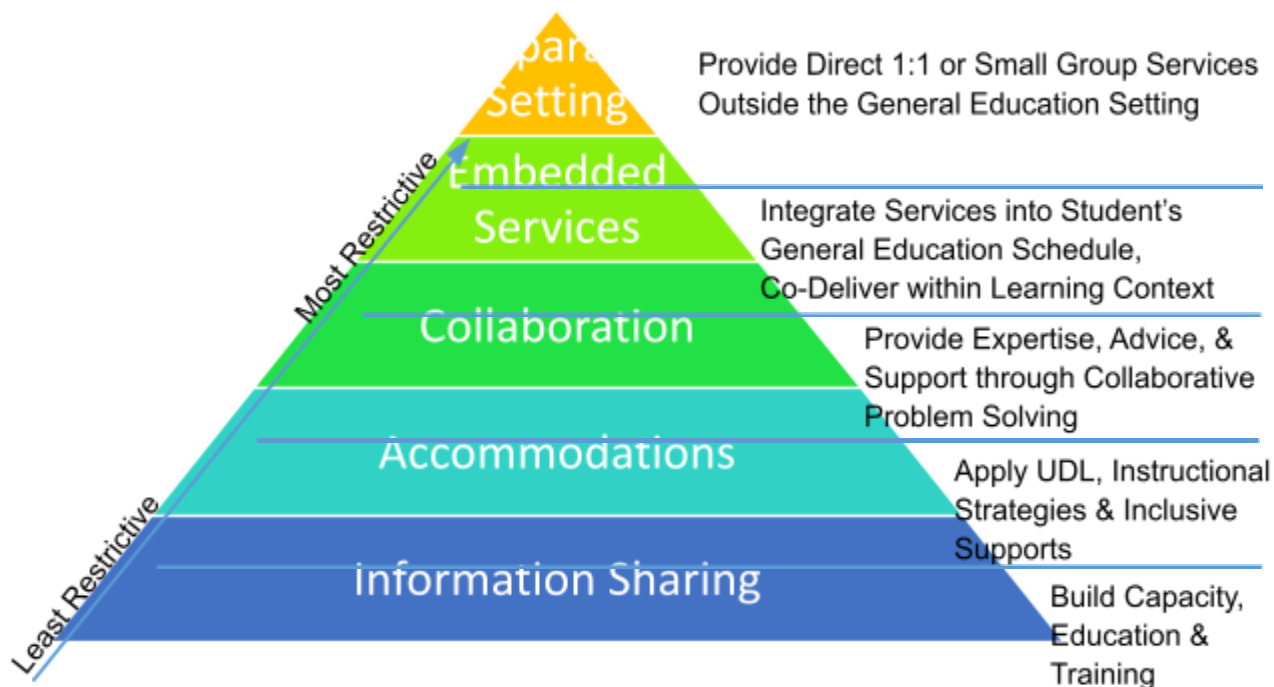 Setting
Provide Direct 1:1 or Small Group Services
Outside the General Education Setting
Embedded
Services
Integrate Services into Student’s
General Education Schedule,
Co-Deliver within Learning Context
Collaboration
Provide Expertise, Advice, &
Support through Collaborative
Problem Solving
Accommodations
Apply UDL, Instructional
Strategies & Inclusive
Supports
Information Sharing
Build Capacity,
Education &
Training
Most Restrictive
Least Restrictive